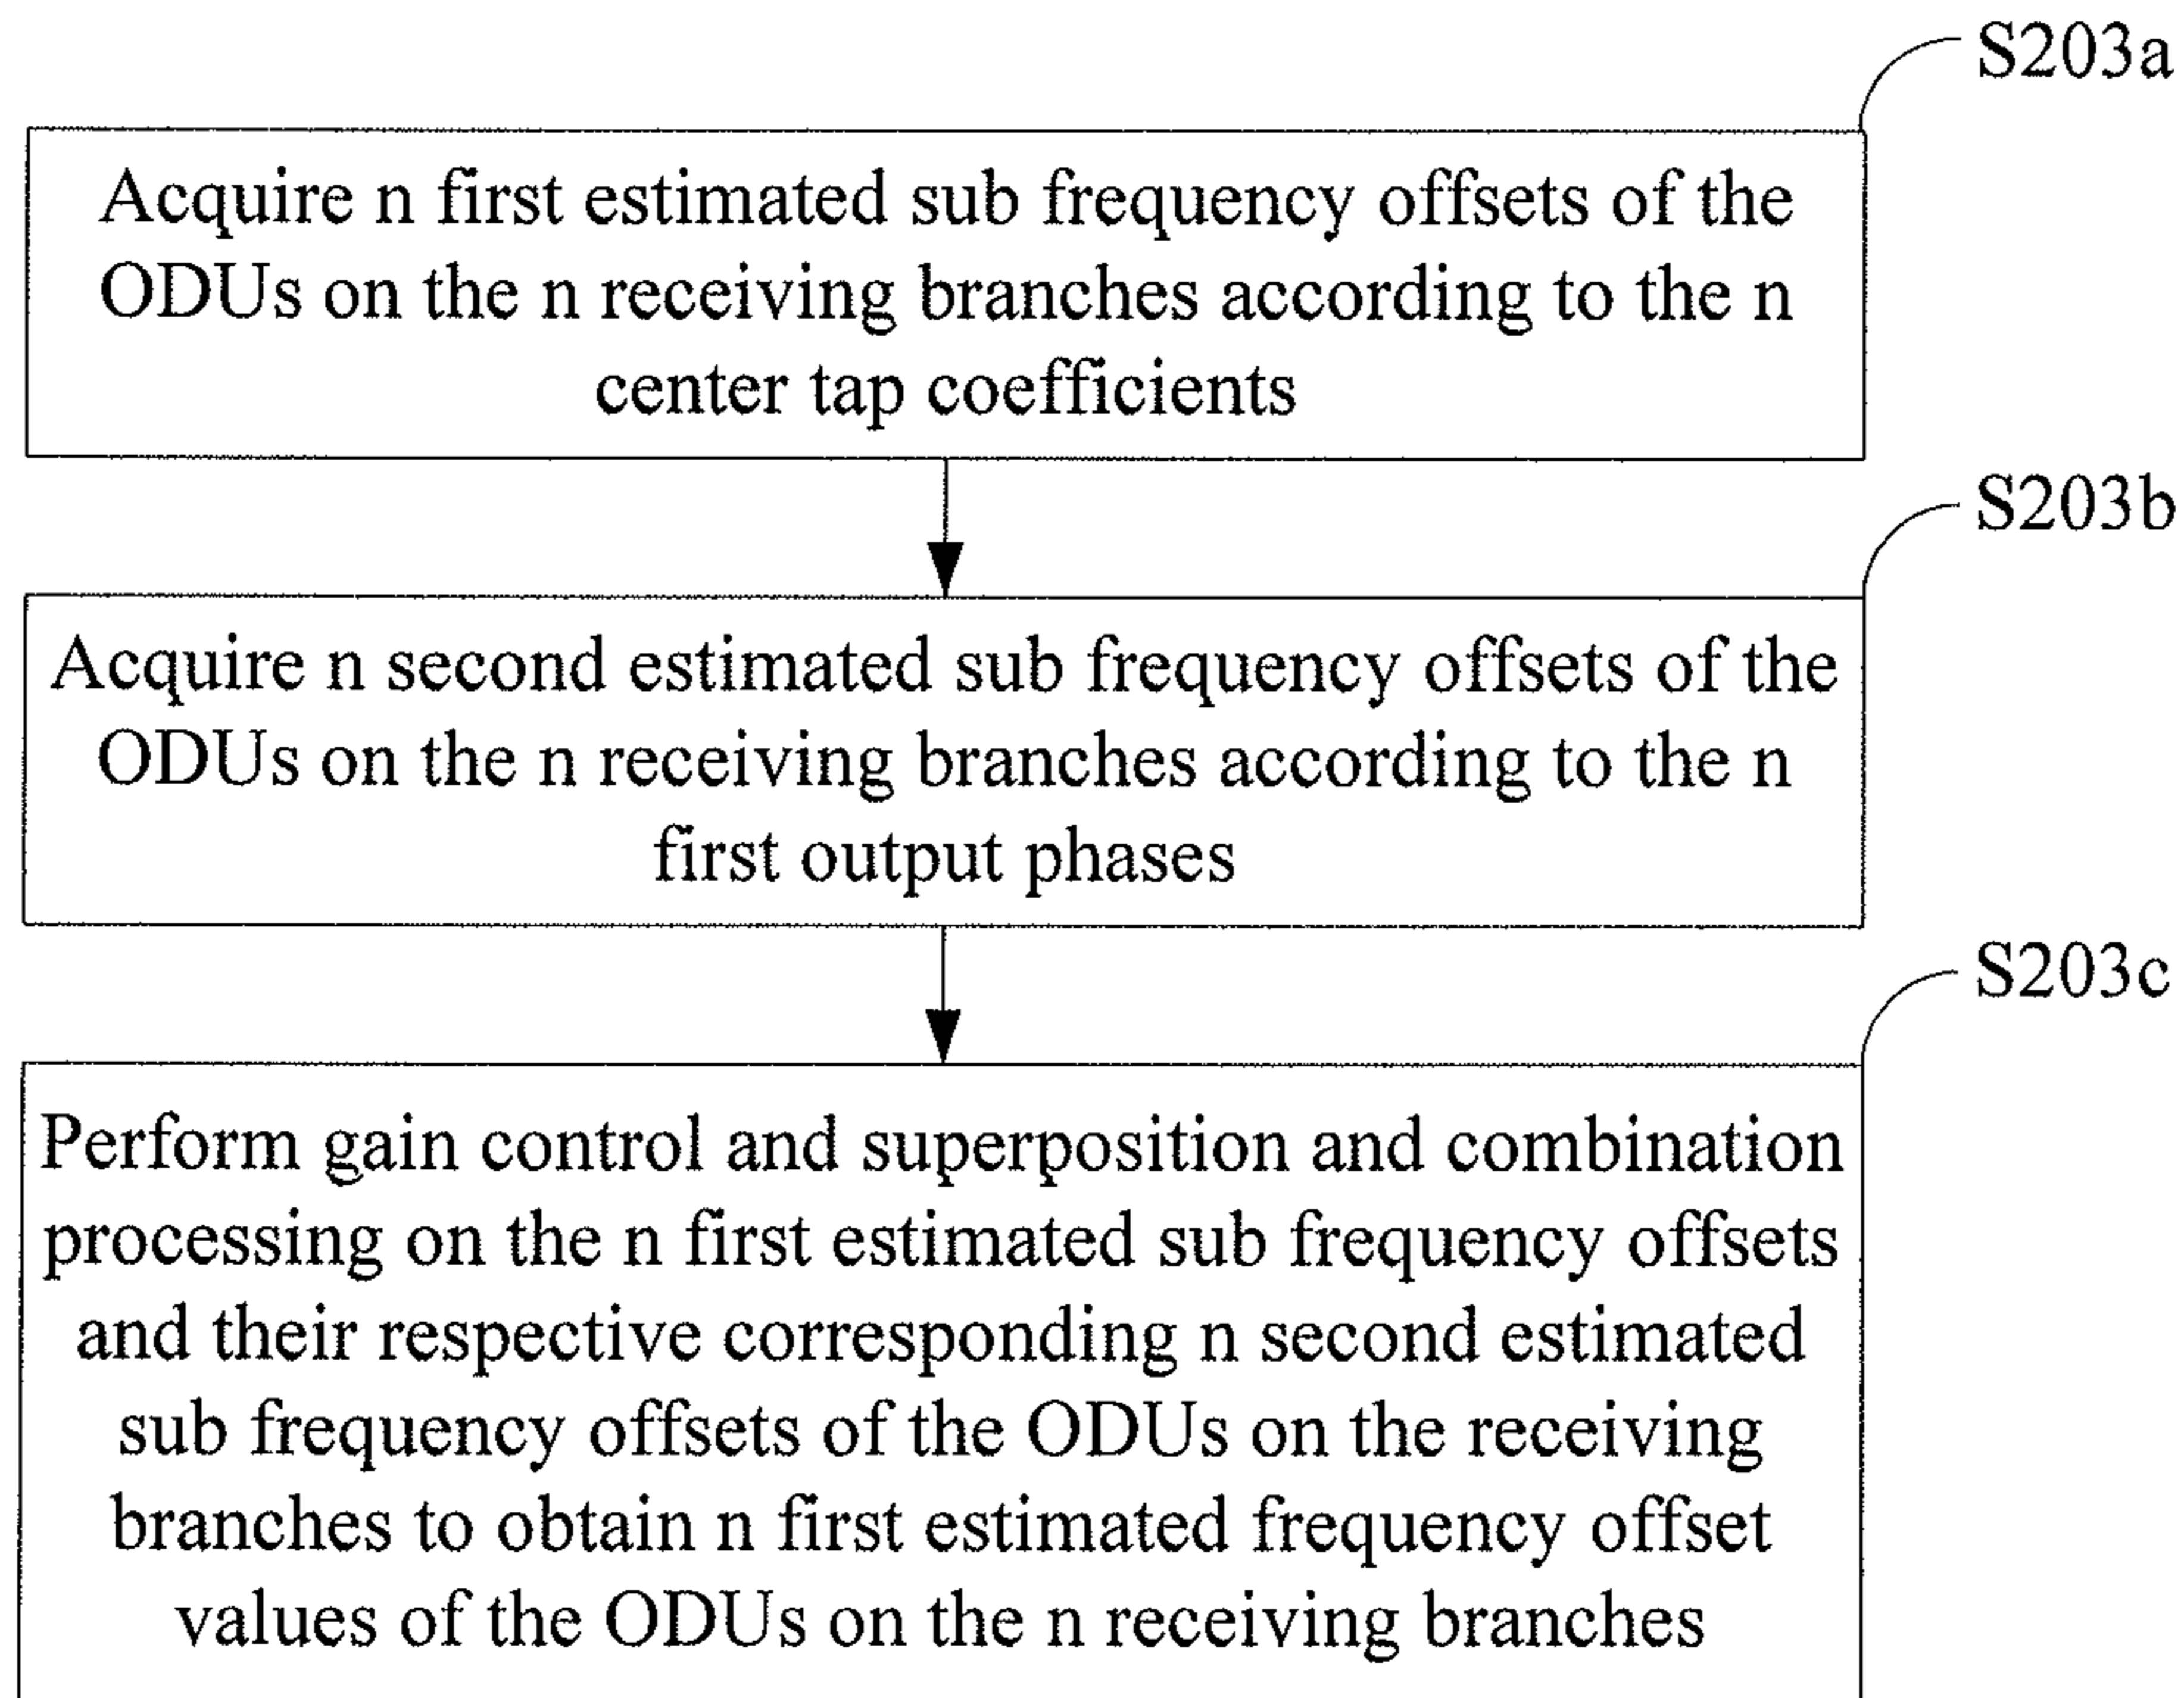 S203a
Acquire n first estimated sub frequency offsets of the
ODUs on the n receiving branches according to the n
center tap coefficients
S203b
Acquire n second estimated sub frequency offsets of the
ODUs on the n receiving branches according to the n
first output phases
S203c
Perform gain control and superposition and combination
processing on the n first estimated sub frequency offsets
and their respective corresponding n second estimated
sub frequency offsets of the ODUs on the receiving
branches to obtain n first estimated frequency offset
values of the ODUs on the n receiving branches